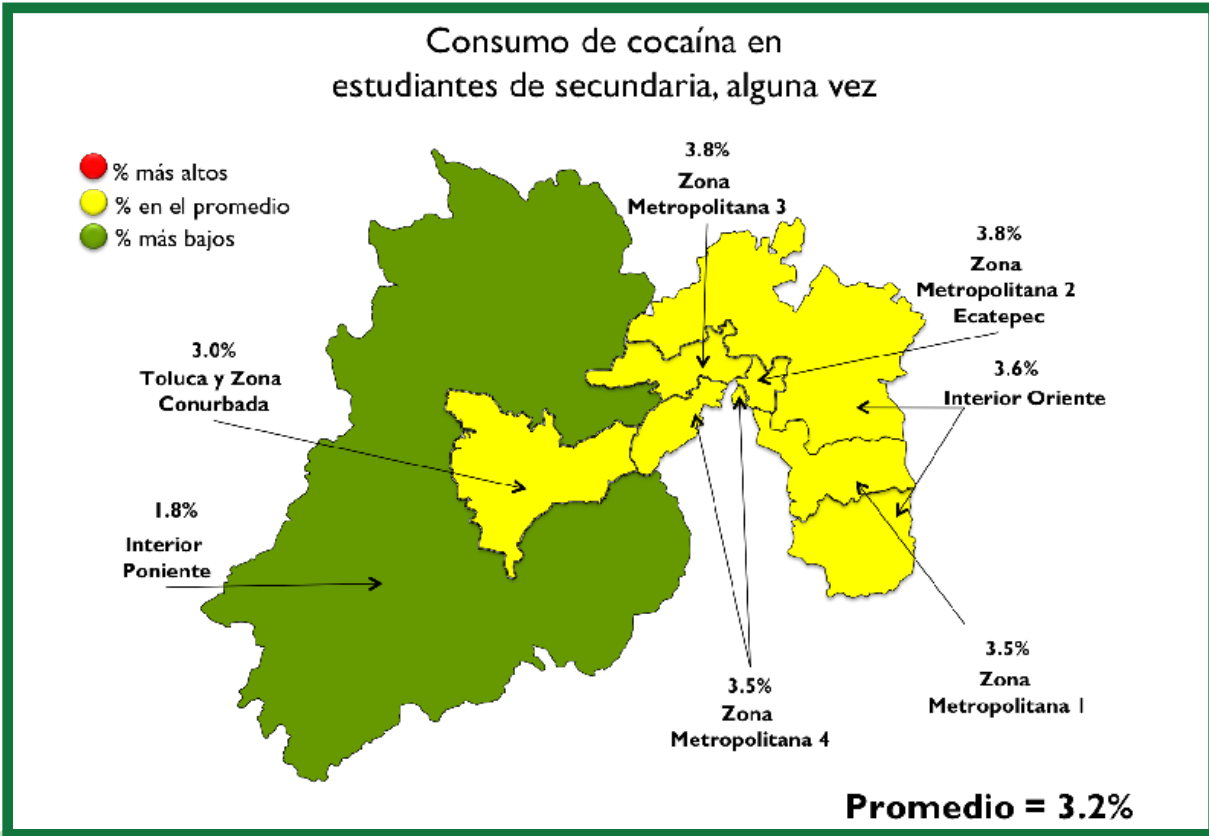 Consumo de cocaína en
estudiantes de secundaria, alguna vez
% más altos
% en el promedio
% más bajos
3.8%
Zona
Metropolitana 3
3.8%
Zona
Metropolitana 2
Ecatepec
3.0%
Toluca y Zona
Conurbada
3.6%
Interior Oriente
1.8%
Interior
Poniente
3.5%
Zona
Metropolitana 4
3.5%
Zona
Metropolitana 1
Promedio = 3.2%